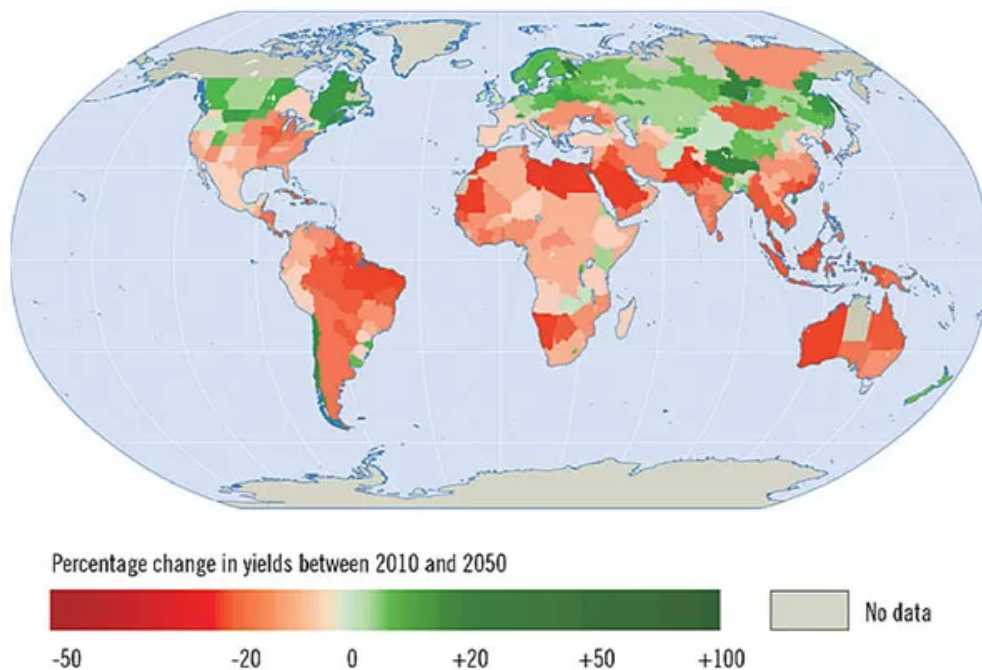 Percentage change in yields between 2010 and 2050
No data
-50 -20 0 +20 +50 +100